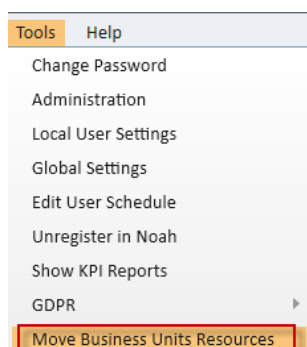 Tools Help
Change Password
Administration
Local User Settings
Global Settings
Edit User Schedule
Unregister in Noah
Show KPI Reports
GDPR
Move Business Units Resources